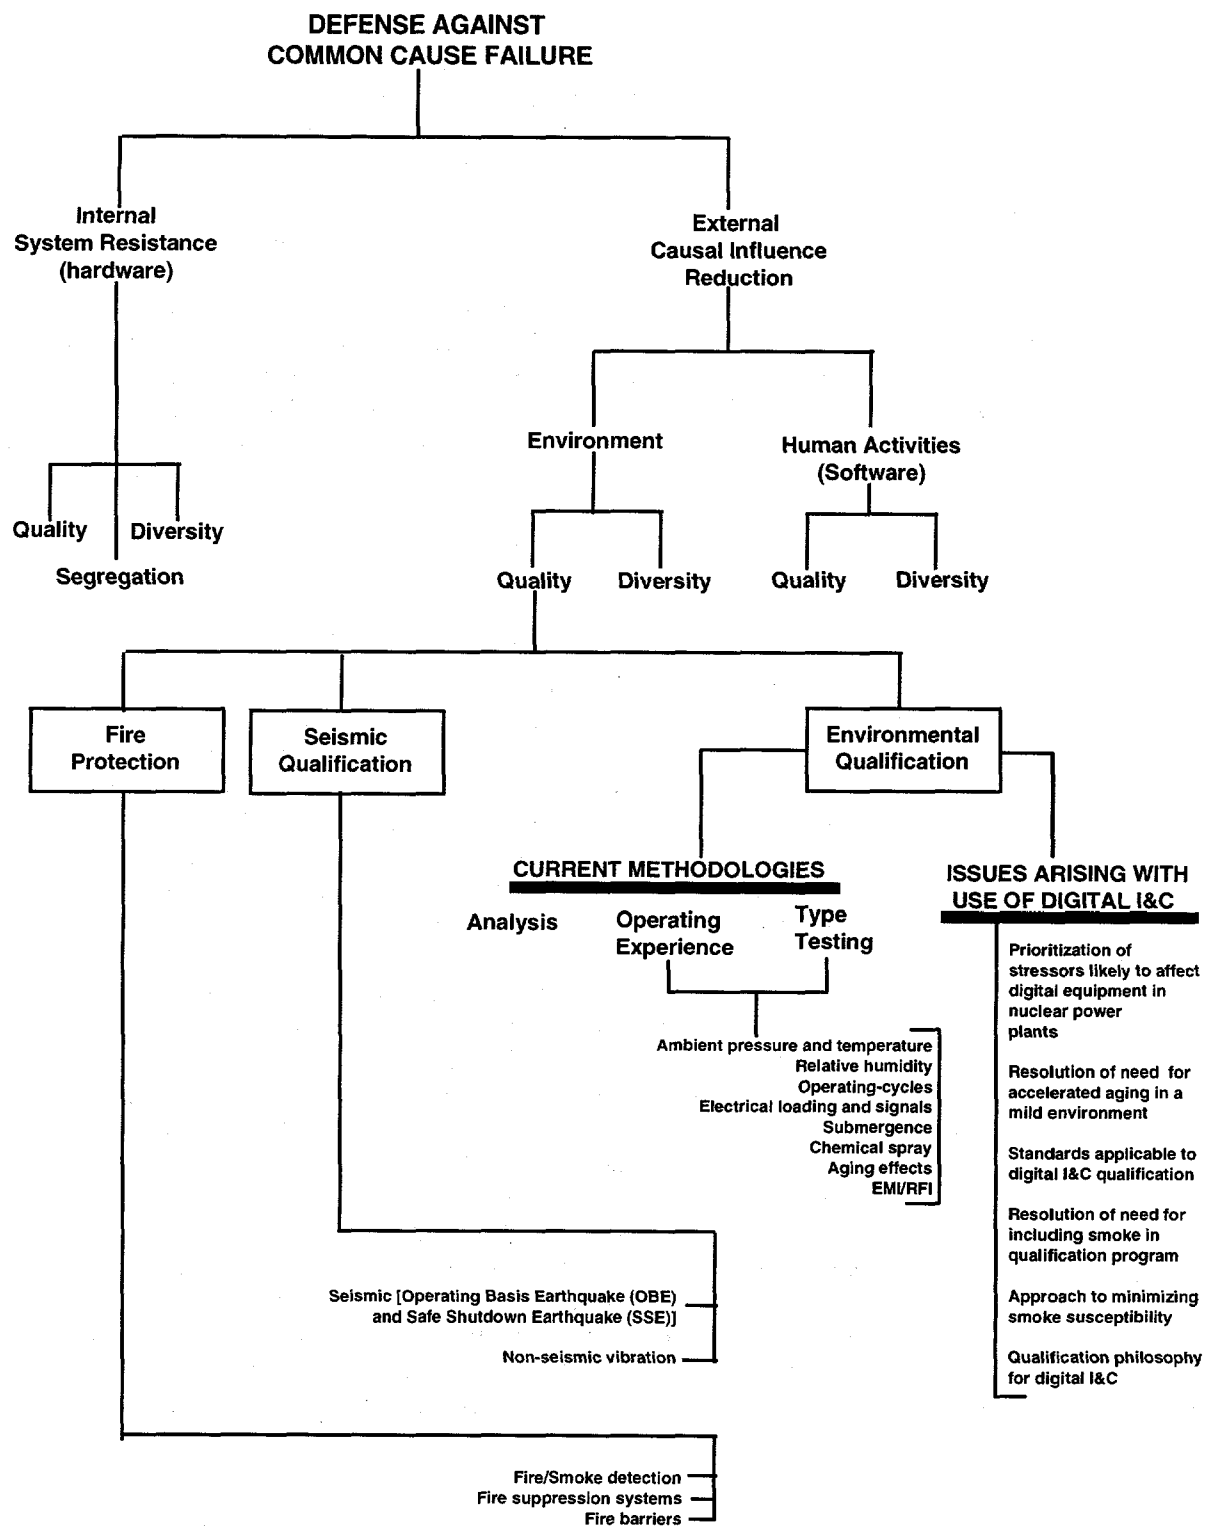 DEFENSE AGAINST
COMMON CAUSE FAILURE
Internal
System Resistance
(hardware)
External
Causal Influence
Reduction
Environment
Human Activities
(Software)
Quality
Diversity
Segregation
Quality
Diversity
Quality
Diversity
Fire
Protection
Seismic
Qualification
Environmental
Qualification
CURRENT METHODOLOGIES
Analysis
Operating
Experience
Type
Testing
Ambient pressure and temperature
Relative humidity
Operating-cycles
Electrical loading and signals
Submergence
Chemical spray
Aging effects
EMI/RFI
ISSUES ARISING WITH
USE OF DIGITAL I&C
Prioritization of
stressors likely to affect
digital equipment in
nuclear power
plants
Resolution of need for
accelerated aging in a
mild environment
Standards applicable to
digital I&C qualification
Resolution of need for
including smoke in
qualification program
Approach to minimizing
smoke susceptibility
Qualification philosophy
for digital I&C
Seismic [Operating Basis Earthquake (OBE)
and Safe Shutdown Earthquake (SSE)]
Non-seismic vibration
Fire/Smoke detection
Fire suppression systems
Fire barriers